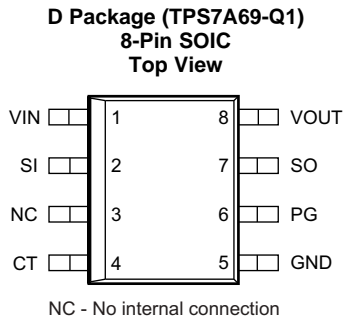 D Package (TPS7A69-Q1)
8-Pin SOIC
Top View
VIN 1 8 VOUT
SI 2 7 SO
NC 3 6 PG
CT 4 5 GND
NC - No internal connection